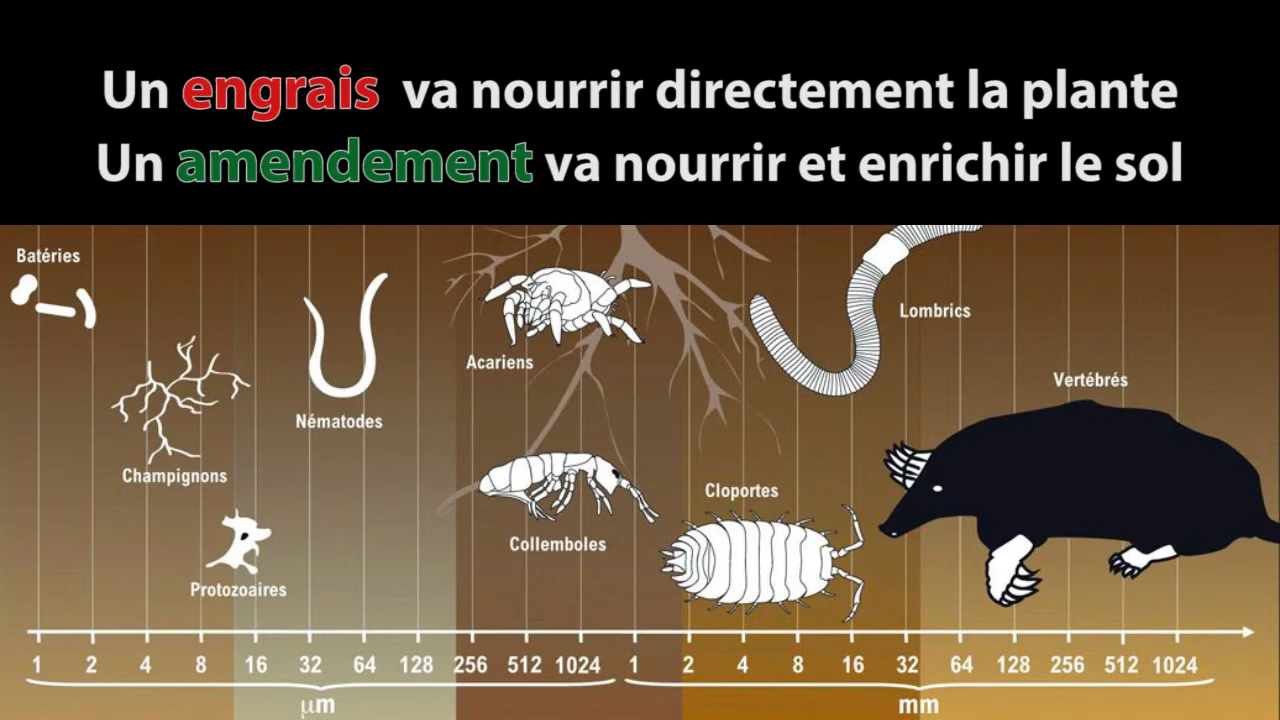 Un engrais va nourrir directement la plante
Un amendement va nourrir et enrichir le sol
Batéries
Lombrics
Acariens
Vertébrés
Nématodes
Champignons
Cloportes
Collemboles
Protozoaires
1 2 4 8 16 32 64 128 256 512 1024 1 2 4 8 16 32 64 128 256 512 1024
µm mm